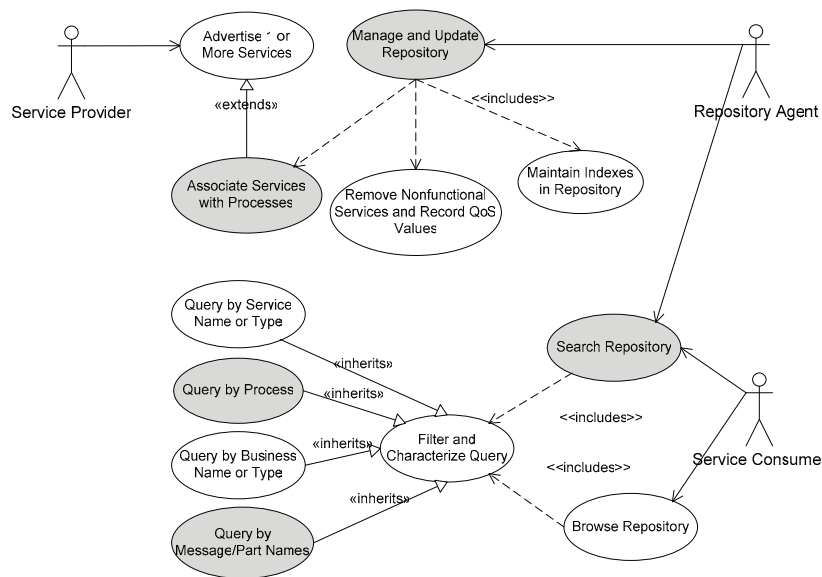 Advertise or
More Services
Manage and Update
Repository
Service Provider
«extends»
<<includes>>
Repository Agent
Associate Services
with Processes
Remove Nonfunctional
Services and Record QoS
Values
Maintain Indexes
in Repository
Query by Service
Name or Type
«inherits»
Search Repository
Query by Process
«inherits»
<<includes>>
Query by Business
Name or Type
«inherits»
Filter and
Characterize Query
Service Consume
<<includes>>
«inherits»
Query by
Message/Part Names
Browse Repository